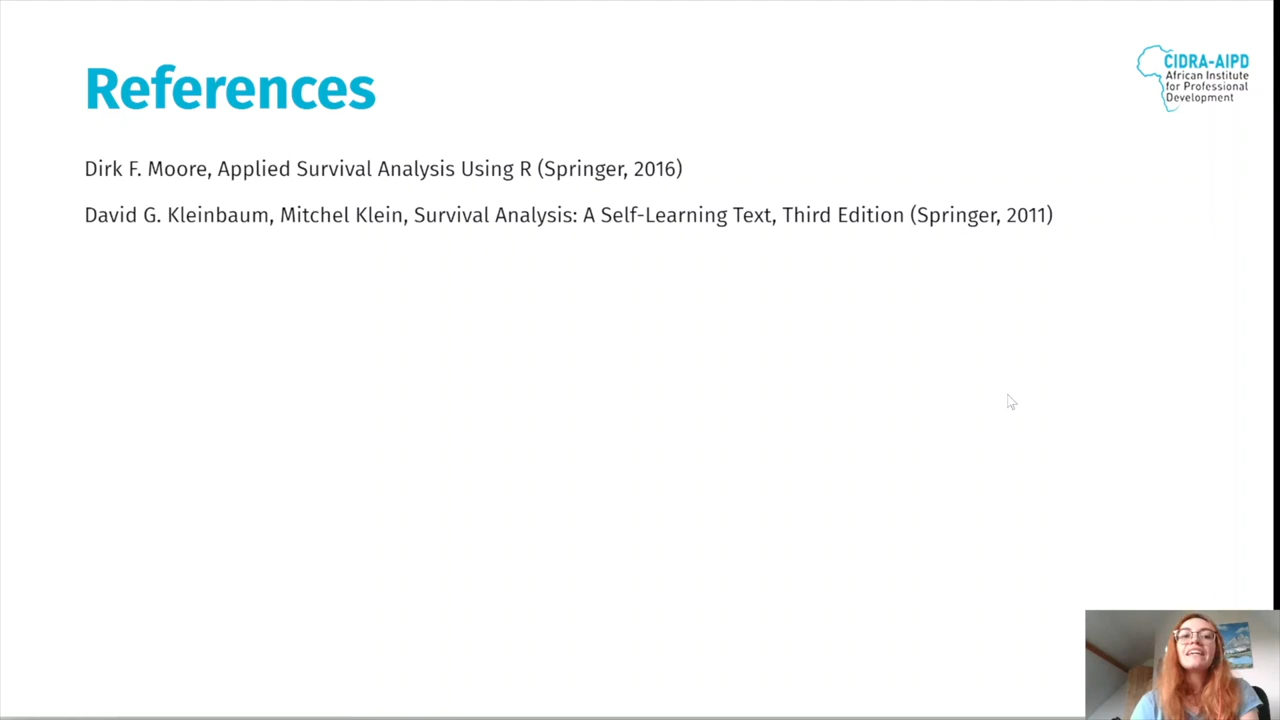 References
CIDRA-AIPD
African Institute
for Professional
Development
Dirk F. Moore, Applied Survival Analysis Using R (Springer, 2016)
David G. Kleinbaum, Mitchel Klein, Survival Analysis: A Self-Learning Text, Third Edition (Springer, 2011)